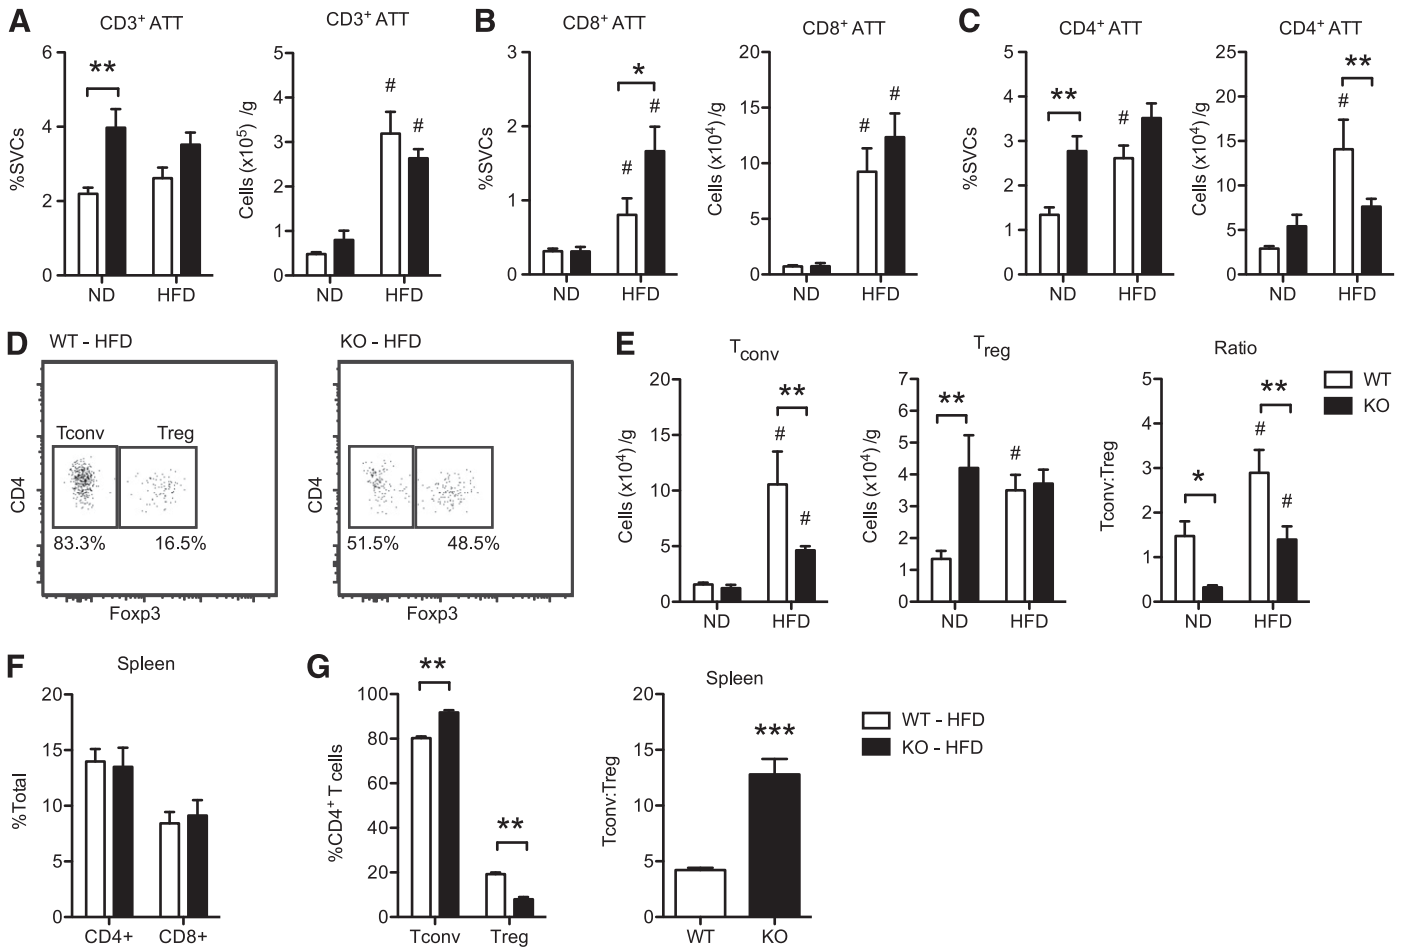 A
CD3+ ATT
%SVCs
6
4
2
0
**
ND
HFD
CD3+ ATT
Cells (x10^5) /g
5
4
3
2
1
0
#
#
ND
HFD
B
CD8+ ATT
%SVCs
3
2
1
0
*
#
#
ND
HFD
CD8+ ATT
Cells (x10^4) /g
20
15
10
5
0
#
#
ND
HFD
C
CD4+ ATT
%SVCs
5
4
3
2
1
0
**
#
ND
HFD
CD4+ ATT
Cells (x10^4) /g
25
20
15
10
5
0
**
#
ND
HFD
D
WT - HFD
CD4
Tconv
Treg
83.3%
16.5%
Foxp3
KO - HFD
CD4
51.5%
48.5%
Foxp3
E
Tconv
Cells (x10^4) /g
20
15
10
5
0
**
#
#
ND
HFD
Treg
Cells (x10^4) /g
7
6
5
4
3
2
1
0
**
#
ND
HFD
Ratio
Tconv:Treg
5
4
3
2
1
0
*
**
#
#
ND
HFD
WT
KO
F
Spleen
%Total
20
15
10
5
0
CD4+
CD8+
G
%CD4+ T cells
100
80
60
40
20
0
**
**
Tconv
Treg
Spleen
Tconv:Treg
20
15
10
5
0
***
WT
KO
WT - HFD
KO - HFD